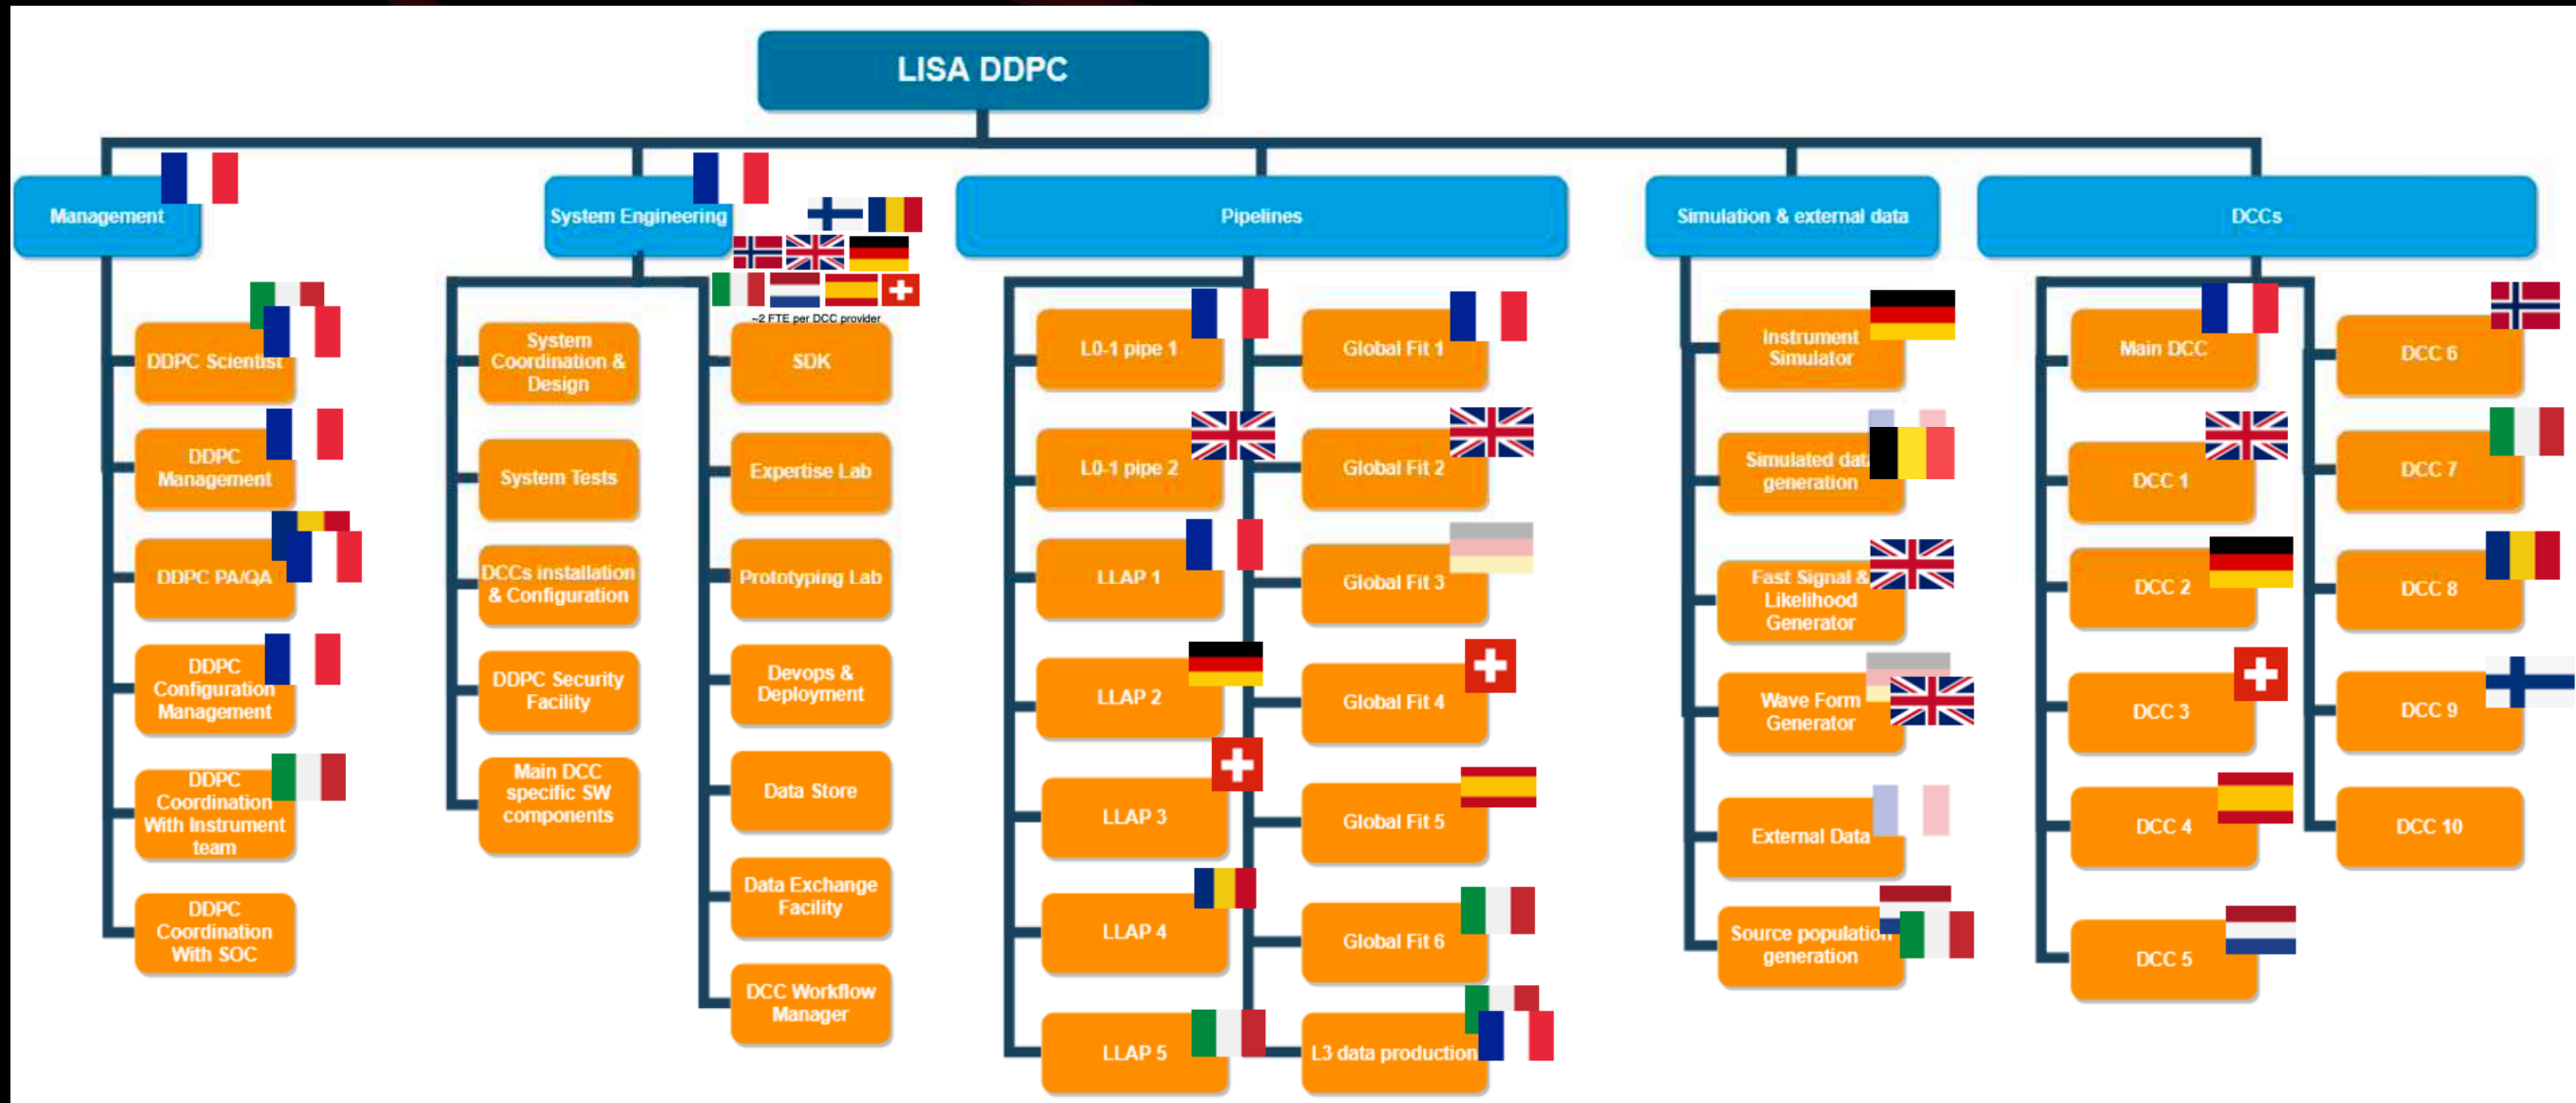 LISA DDPC
Management
DDPC Scientist
DDPC
Management
DDPC PA/QA
DDPC
Configuration
Management
DDPC
Coordination
With Instrument
team
DDPC
Coordination
With SOC
System Engineering
~2 FTE per DCC provider
System
Coordination &
Design
System Tests
DCCs installation
& Configuration
DDPC Security
Facility
Main DCC
specific SW
components
SDK
Expertise Lab
Prototyping Lab
Devops &
Deployment
Data Store
Data Exchange
Facility
DCC Workflow
Manager
Pipelines
L0-1 pipe 1
L0-1 pipe 2
LLAP 1
LLAP 2
LLAP 3
LLAP 4
LLAP 5
Global Fit 1
Global Fit 2
Global Fit 3
Global Fit 4
Global Fit 5
Global Fit 6
L3 data production
Simulation & external data
Instrument
Simulator
Simulated data
generation
Fast Signal &
Likelihood
Generator
Wave Form
Generator
External Data
Source population
generation
DCCs
Main DCC
DCC 1
DCC 2
DCC 3
DCC 4
DCC 5
DCC 6
DCC 7
DCC 8
DCC 9
DCC 10